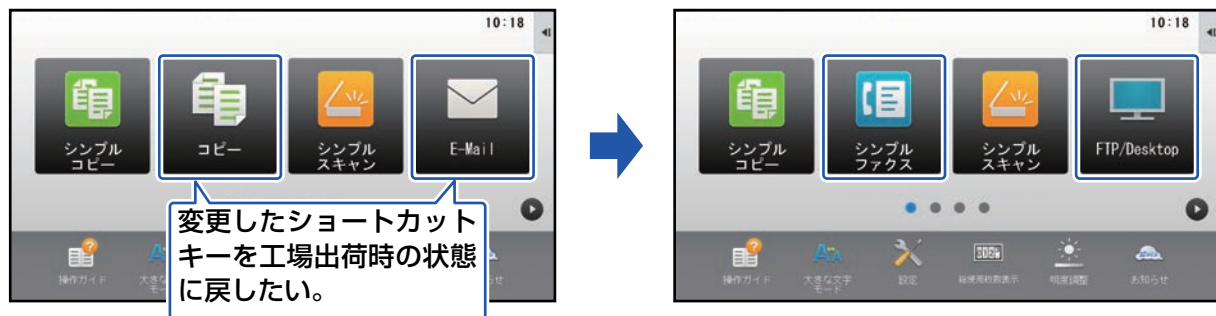 10:18
シンプル
コピー
コピー
シンプル
スキャン
E-Mail
変更したショートカット
キーを工場出荷時の状態
に戻したい。
操作ガイド
10:18
シンプル
コピー
シンプル
ファクス
シンプル
スキャン
FTP/Desktop
操作ガイド
大きな文字
モード
設定
総使用枚数表示
明度調整
お知らせ